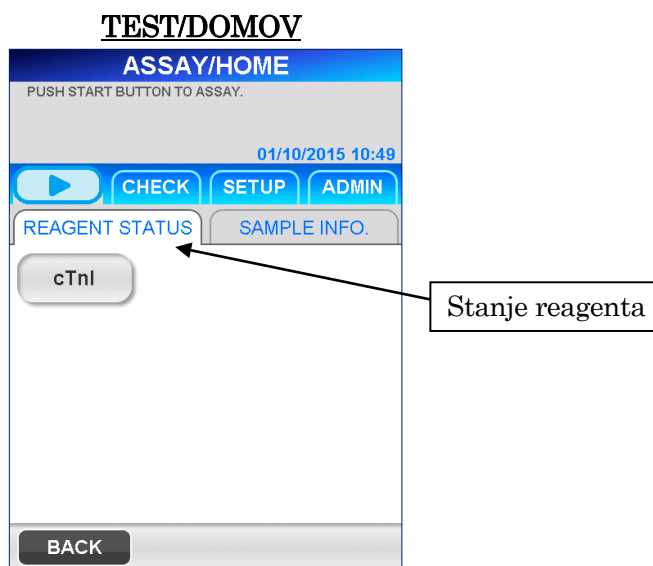 TEST/DOMOV
ASSAY/HOME
PUSH START BUTTON TO ASSAY.
01/10/2015 10:49
CHECK SETUP ADMIN
REAGENT STATUS SAMPLE INFO.
cTnI
Stanje reagenta
BACK